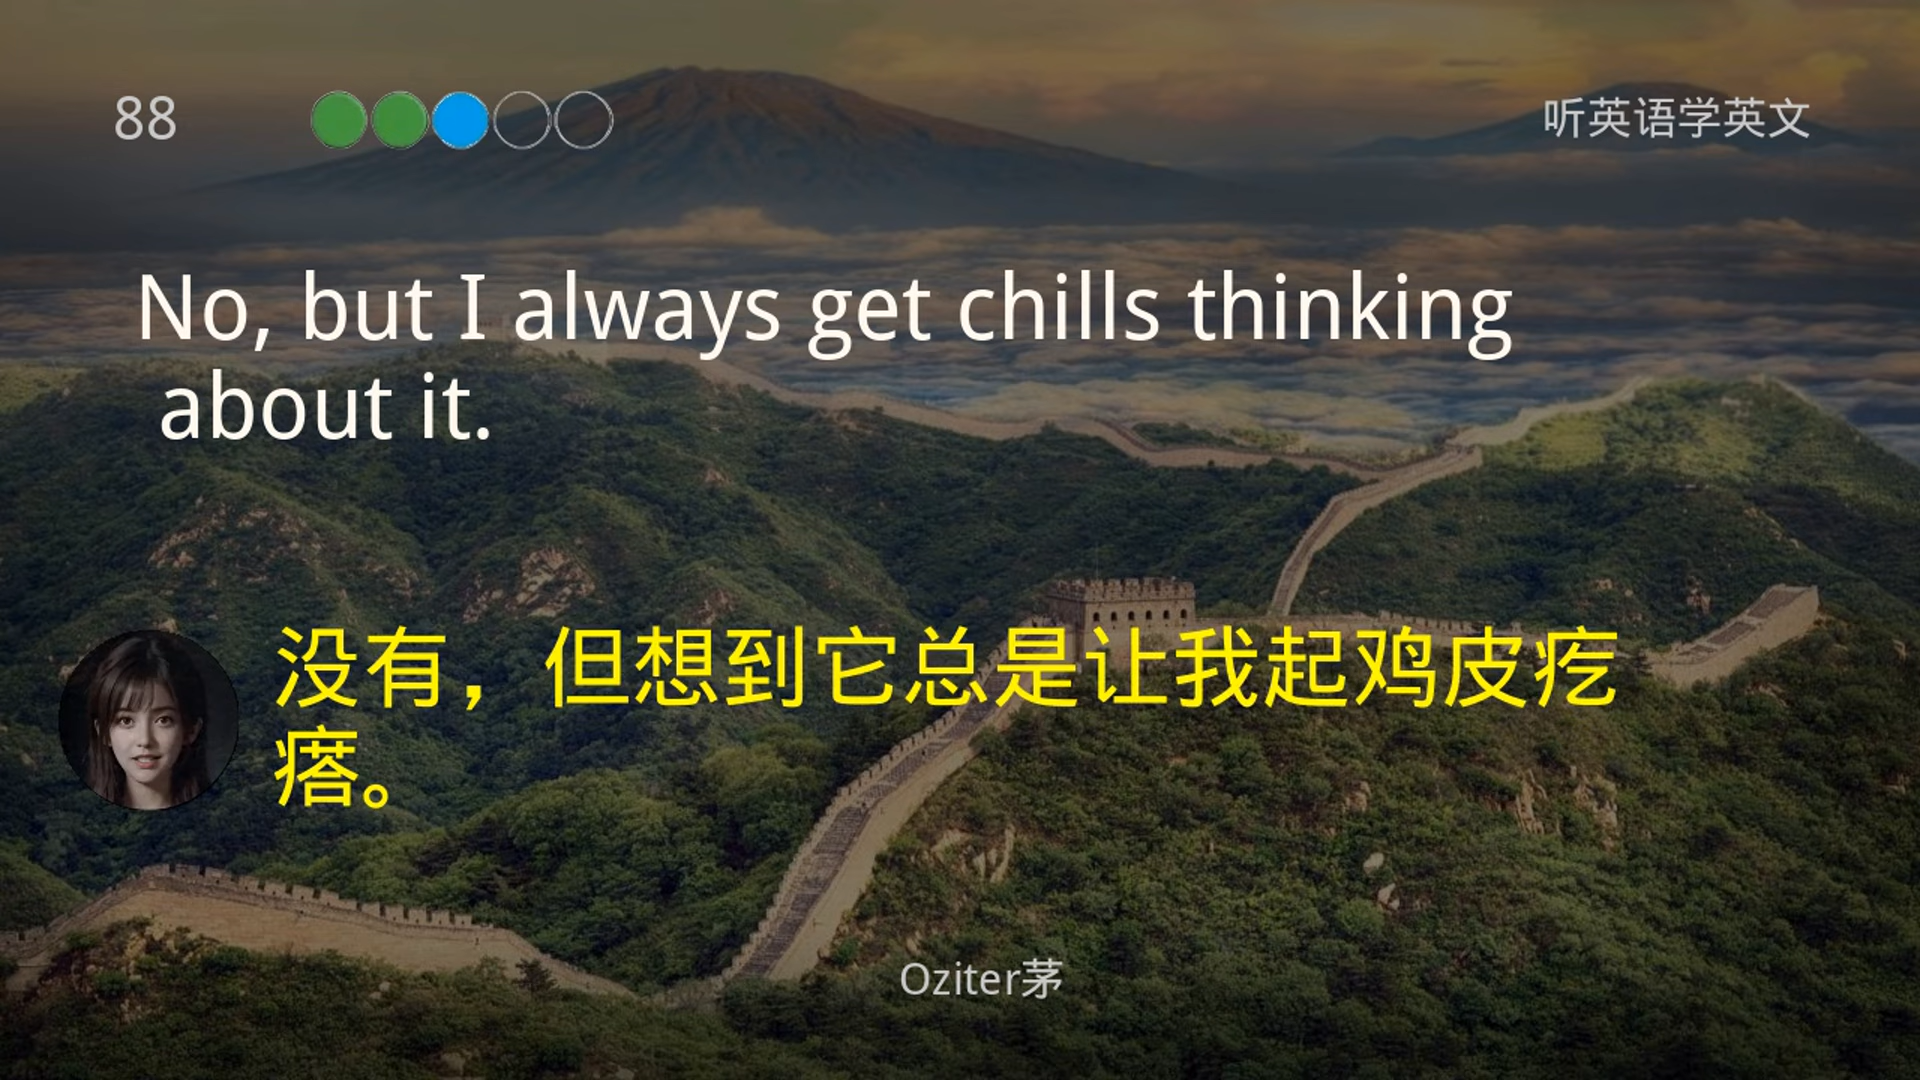 88
听英语学英文
No, but I always get chills thinking
about it.
没有，但想到它总是让我起鸡皮疙
瘩。
Oziter茅